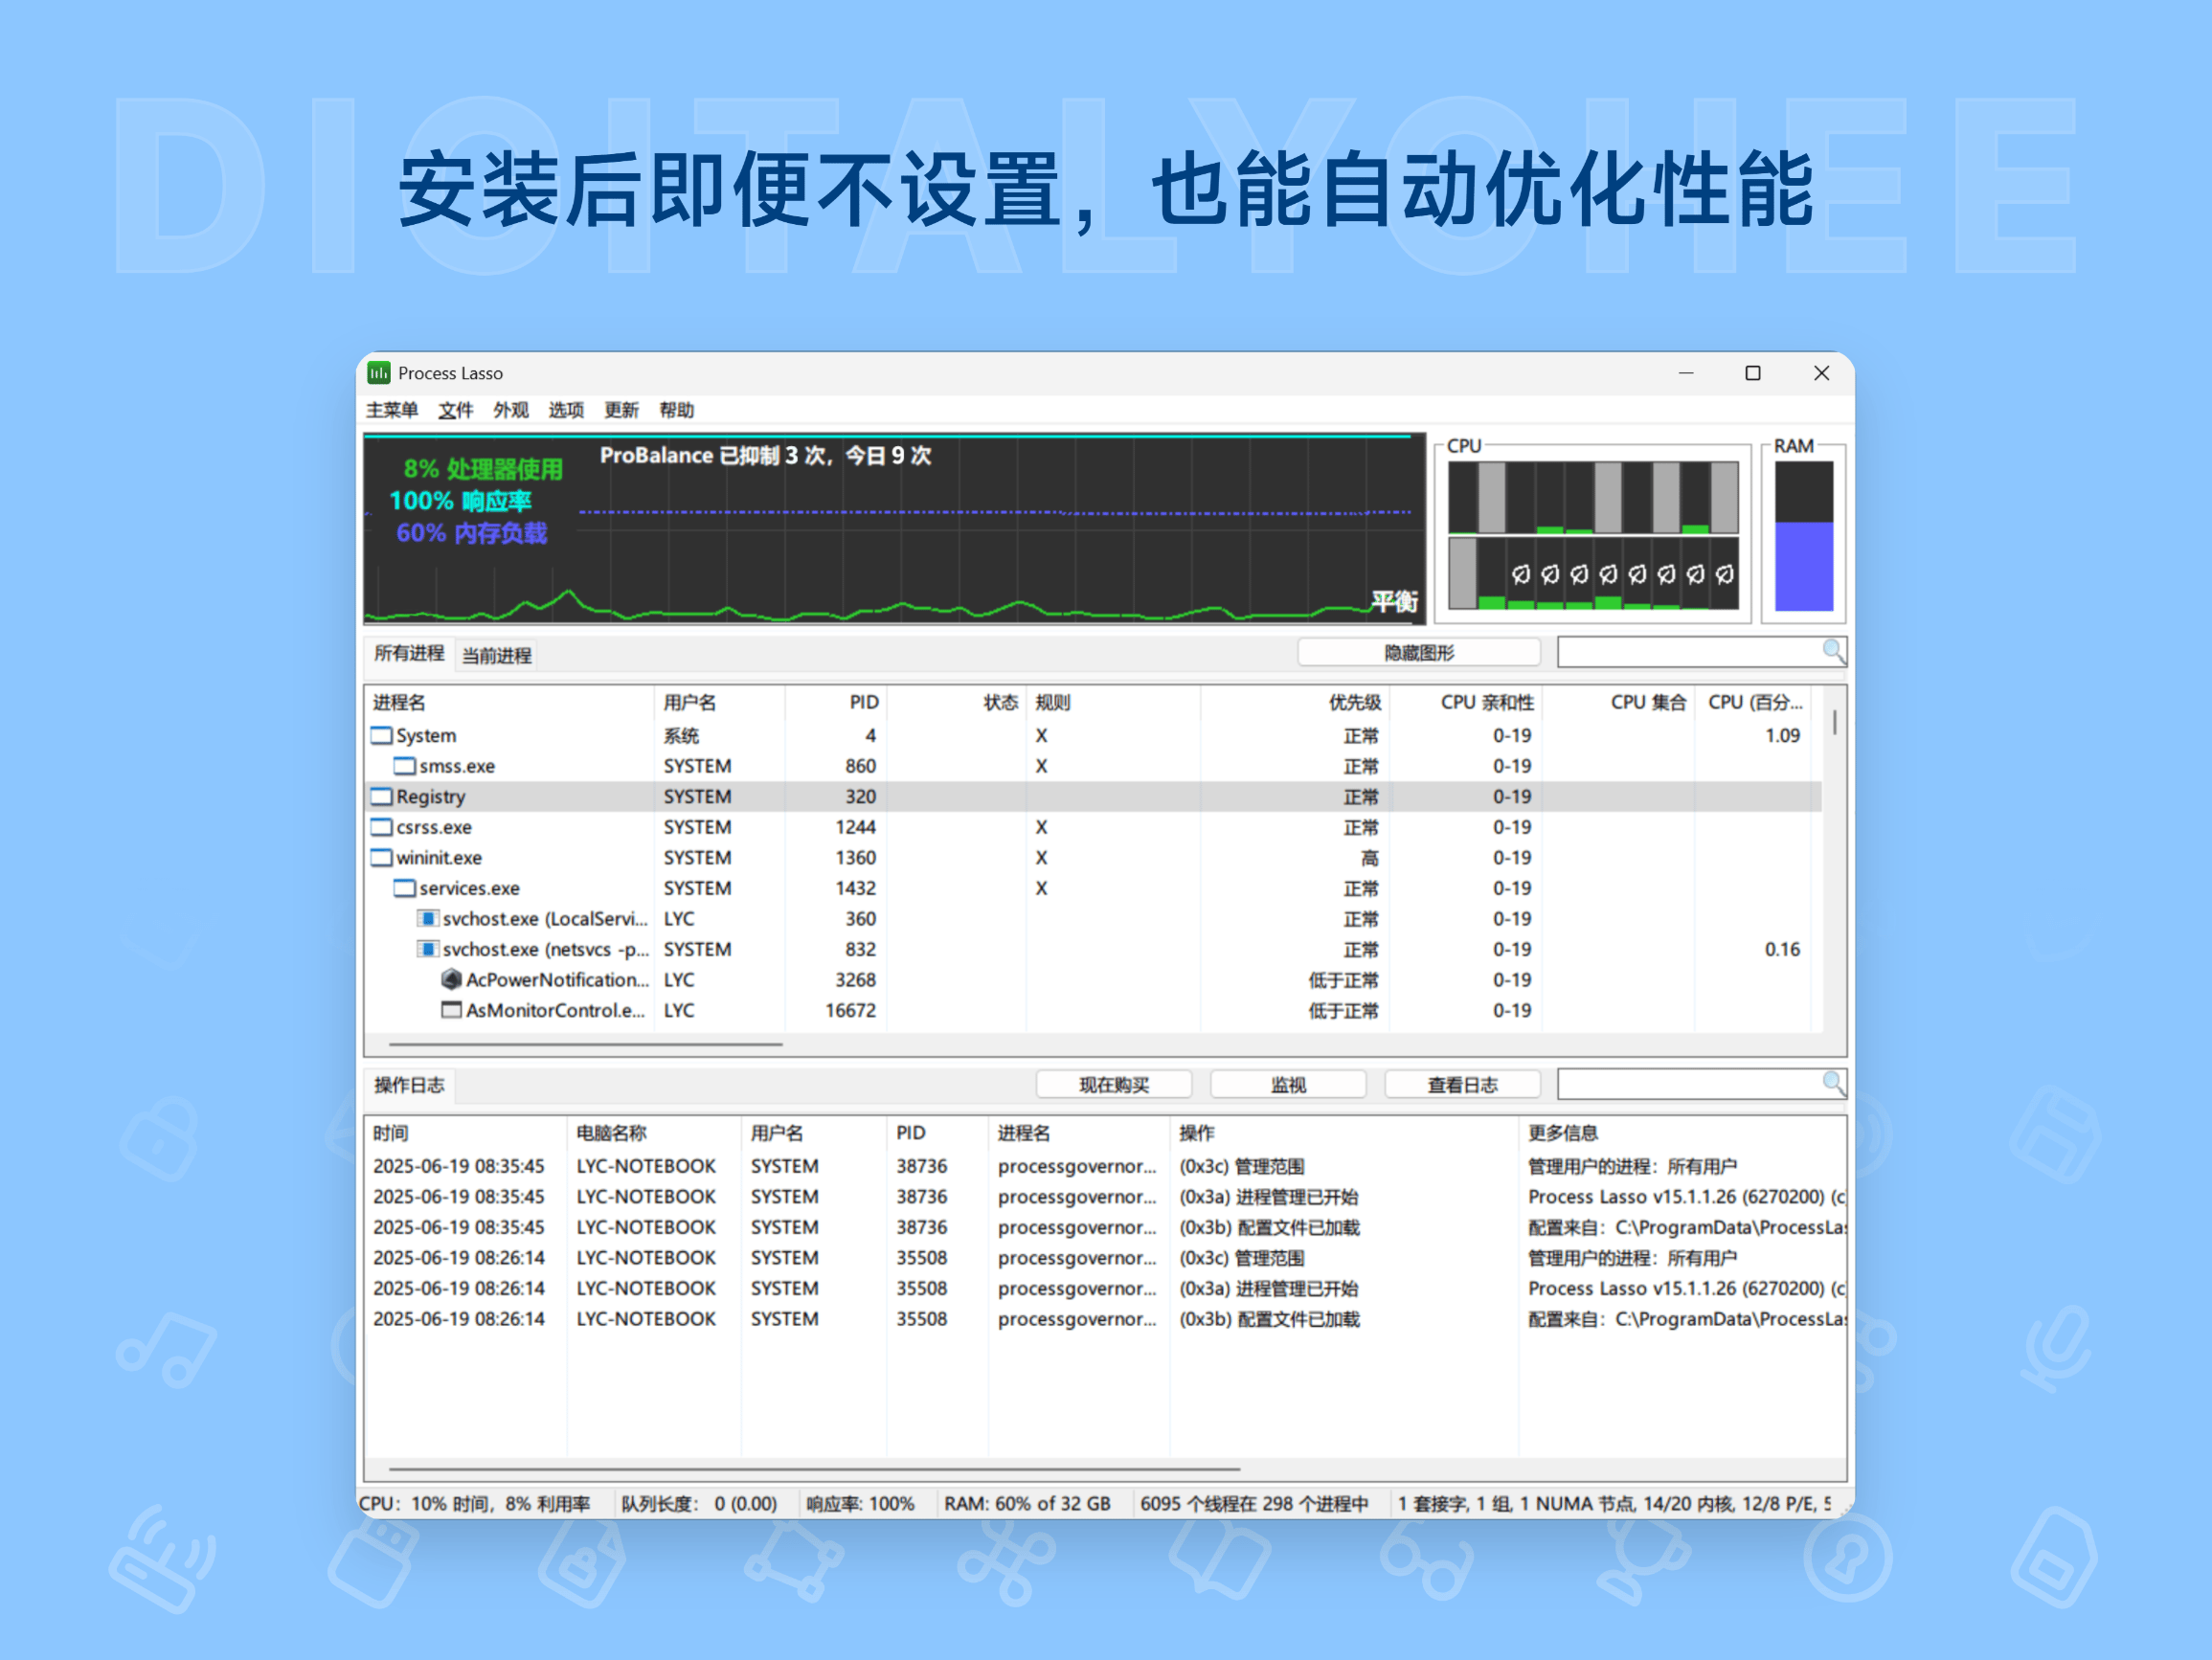 DIGITALYCHEE
安装后即便不设置，也能自动优化性能
Process Lasso
主菜单 文件 外观 选项 更新 帮助
ProBalance 已抑制 3 次，今日 9 次
8% 处理器使用
100% 响应率
60% 内存负载
平衡
CPU
RAM
所有进程 当前进程 隐藏图形
进程名 用户名 PID 状态 规则 优先级 CPU 亲和性 CPU 集合 CPU (百分...
System 系统 4 X 正常 0-19 1.09
smss.exe SYSTEM 860 X 正常 0-19
Registry SYSTEM 320 正常 0-19
csrss.exe SYSTEM 1244 X 正常 0-19
wininit.exe SYSTEM 1360 X 高 0-19
services.exe SYSTEM 1432 X 正常 0-19
svchost.exe (LocalServi... LYC 360 正常 0-19
svchost.exe (netsvcs -p... SYSTEM 832 正常 0-19 0.16
AcPowerNotification... LYC 3268 低于正常 0-19
AsMonitorControl.e... LYC 16672 低于正常 0-19
操作日志 现在购买 监视 查看日志
时间 电脑名称 用户名 PID 进程名 操作 更多信息
2025-06-19 08:35:45 LYC-NOTEBOOK SYSTEM 38736 processgovernor... (0x3c) 管理范围 管理用户的进程：所有用户
2025-06-19 08:35:45 LYC-NOTEBOOK SYSTEM 38736 processgovernor... (0x3a) 进程管理已开始 Process Lasso v15.1.1.26 (6270200) (c
2025-06-19 08:35:45 LYC-NOTEBOOK SYSTEM 38736 processgovernor... (0x3b) 配置文件已加载 配置来自：C:\ProgramData\ProcessLas
2025-06-19 08:26:14 LYC-NOTEBOOK SYSTEM 35508 processgovernor... (0x3c) 管理范围 管理用户的进程：所有用户
2025-06-19 08:26:14 LYC-NOTEBOOK SYSTEM 35508 processgovernor... (0x3a) 进程管理已开始 Process Lasso v15.1.1.26 (6270200) (c
2025-06-19 08:26:14 LYC-NOTEBOOK SYSTEM 35508 processgovernor... (0x3b) 配置文件已加载 配置来自：C:\ProgramData\ProcessLas
CPU：10% 时间，8% 利用率 队列长度： 0 (0.00) 响应率: 100% RAM: 60% of 32 GB 6095 个线程在 298 个进程中 1 套接字, 1 组, 1 NUMA 节点, 14/20 内核, 12/8 P/E, 5